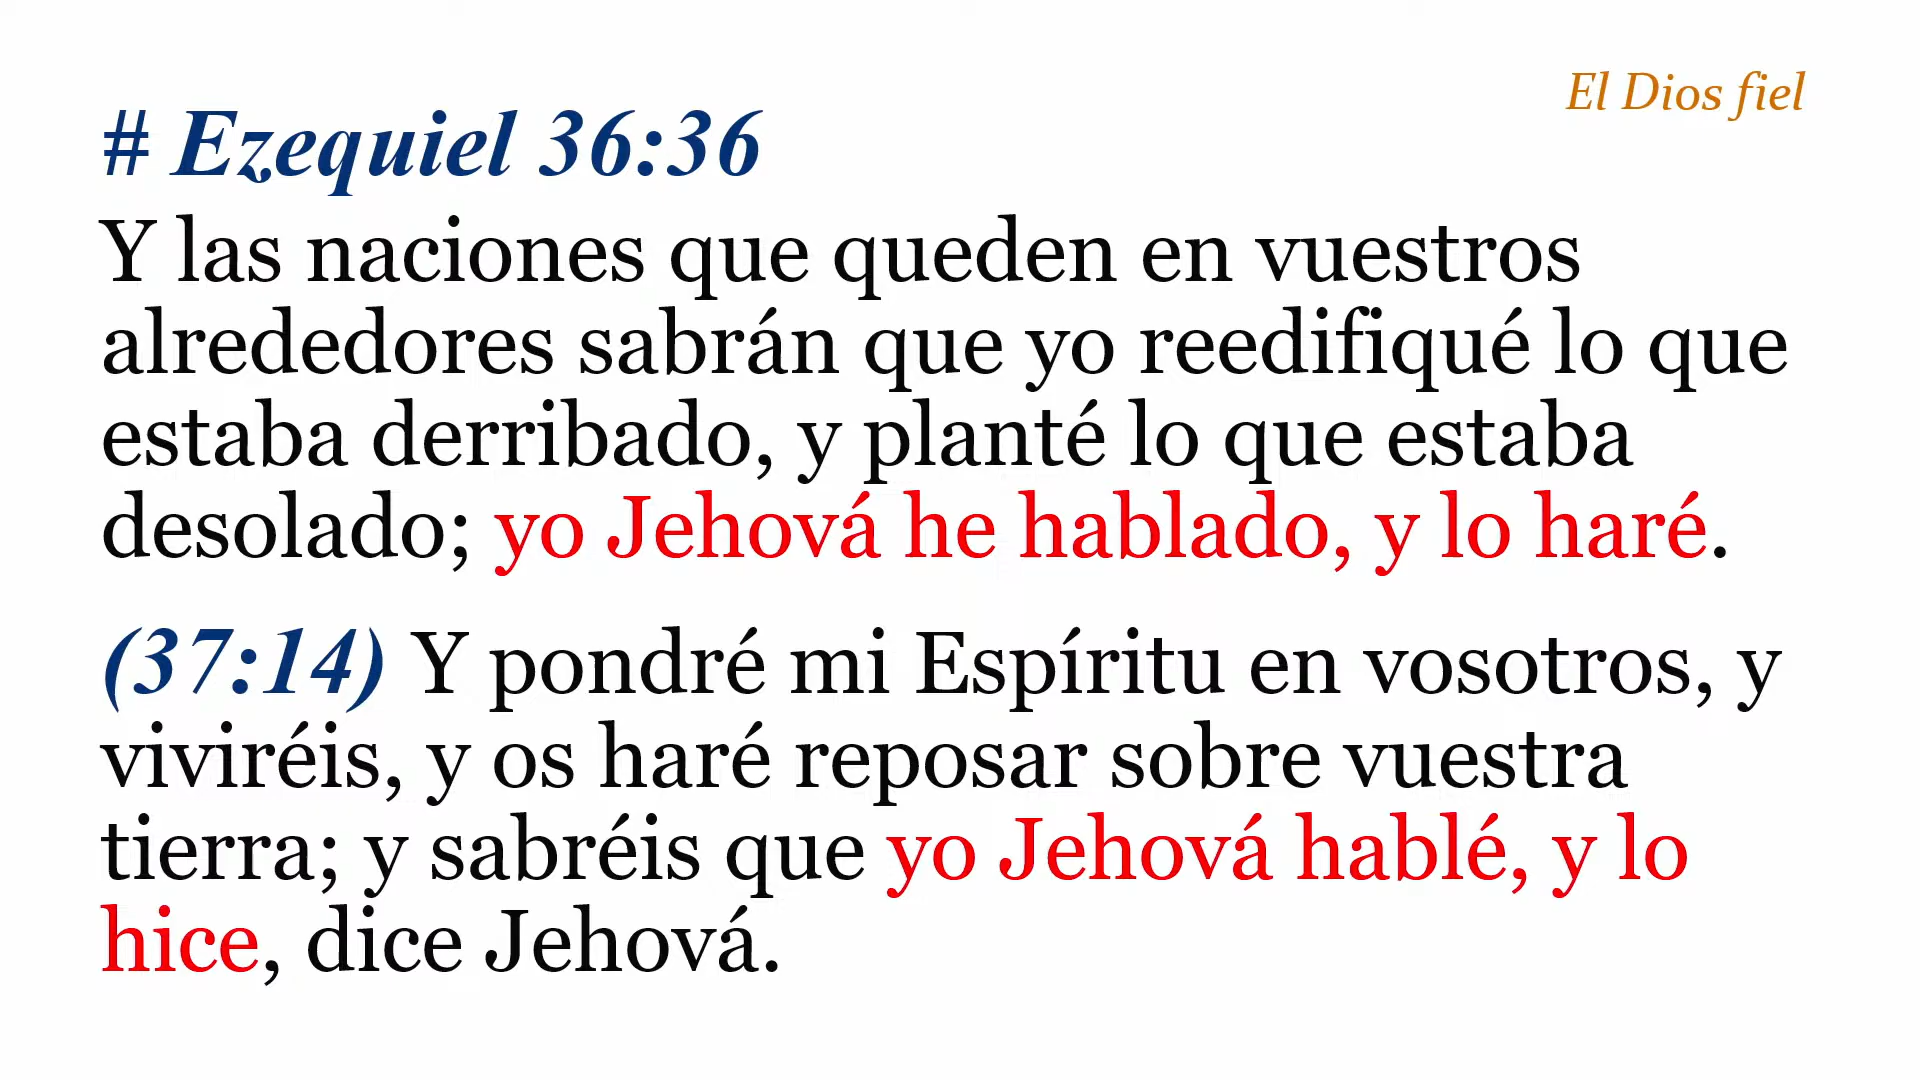 El Dios fiel
# Ezequiel 36:36
Y las naciones que queden en vuestros
alrededores sabrán que yo reedifiqué lo que
estaba derribado, y planté lo que estaba
desolado; yo Jehová he hablado, y lo haré.
(37:14) Y pondré mi Espíritu en vosotros, y
viviréis, y os haré reposar sobre vuestra
tierra; y sabréis que yo Jehová hablé, y lo
hice, dice Jehová.